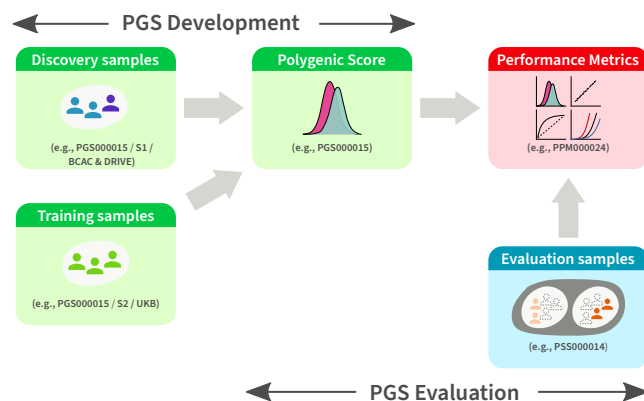 PGS Development
Discovery samples
(e.g., PGS000015 / S1 /
BCAC & DRIVE)
Polygenic Score
(e.g., PGS000015)
Performance Metrics
(e.g., PPM000024)
Training samples
(e.g., PGS000015 / S2 / UKB)
Evaluation samples
(e.g., PSS000014)
PGS Evaluation